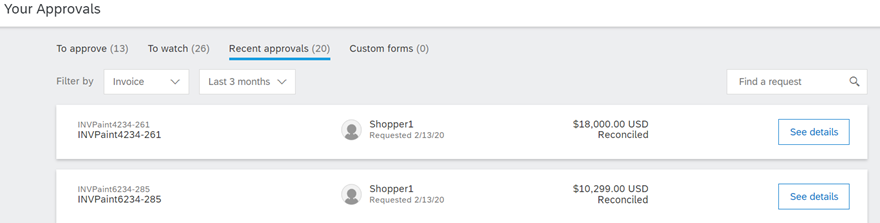 Your Approvals
To approve (13) To watch (26) Recent approvals (20) Custom forms (0)
Filter by Invoice Last 3 months Find a request
INVPaint4234-261
INVPaint4234-261
Shopper1
Requested 2/13/20
$18,000.00 USD
Reconciled
See details
INVPaint6234-285
INVPaint6234-285
Shopper1
Requested 2/13/20
$10,299.00 USD
Reconciled
See details